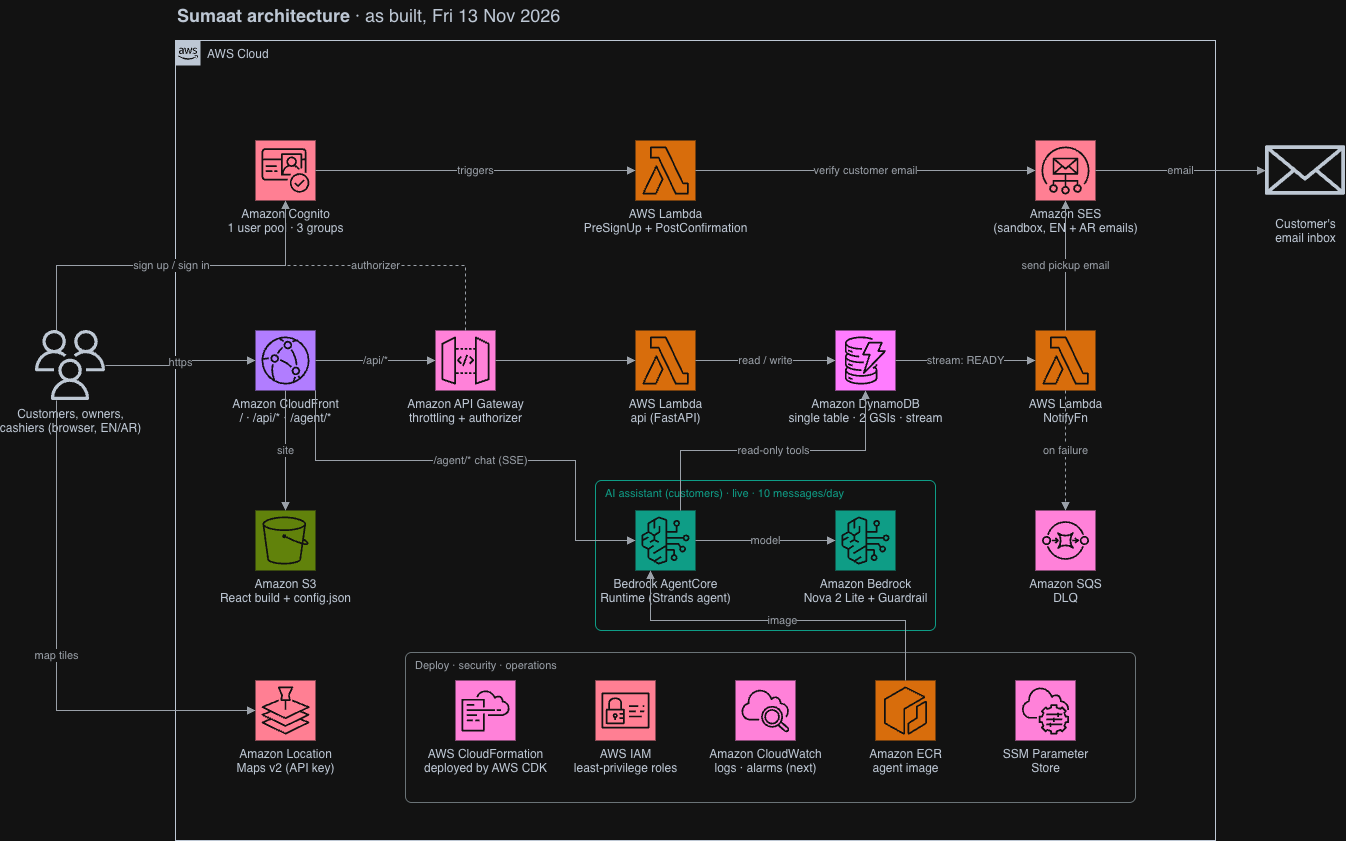 Sumaat architecture · as built, Fri 13 Nov 2026
aws
AWS Cloud
triggers
verify customer email
email
Amazon Cognito
1 user pool · 3 groups
AWS Lambda
PreSignUp + PostConfirmation
Amazon SES
(sandbox, EN + AR emails)
Customer's
email inbox
sign up / sign in
authorizer
send pickup email
https
/api/*
read / write
stream: READY
Customers, owners,
cashiers (browser, EN/AR)
Amazon CloudFront
/ · /api/* · /agent/*
Amazon API Gateway
throttling + authorizer
AWS Lambda
api (FastAPI)
Amazon DynamoDB
single table · 2 GSIs · stream
AWS Lambda
NotifyFn
site
/agent/* chat (SSE)
read-only tools
on failure
AI assistant (customers) · live · 10 messages/day
model
Amazon S3
React build + config.json
Bedrock AgentCore
Runtime (Strands agent)
Amazon Bedrock
Nova 2 Lite + Guardrail
Amazon SQS
DLQ
image
map tiles
Deploy · security · operations
Amazon Location
Maps v2 (API key)
AWS CloudFormation
deployed by AWS CDK
AWS IAM
least-privilege roles
Amazon CloudWatch
logs · alarms (next)
Amazon ECR
agent image
SSM Parameter
Store